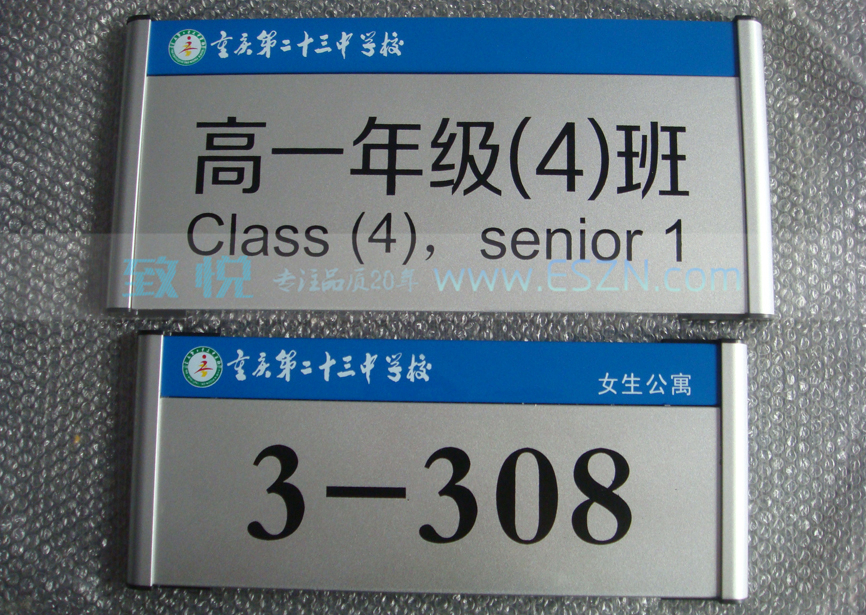 重庆第二十三中学校
高一年级(4)班
Class (4)，senior 1
致悦 专注品质20年 www.ESZN.com
重庆第二十三中学校
女生公寓
3-308